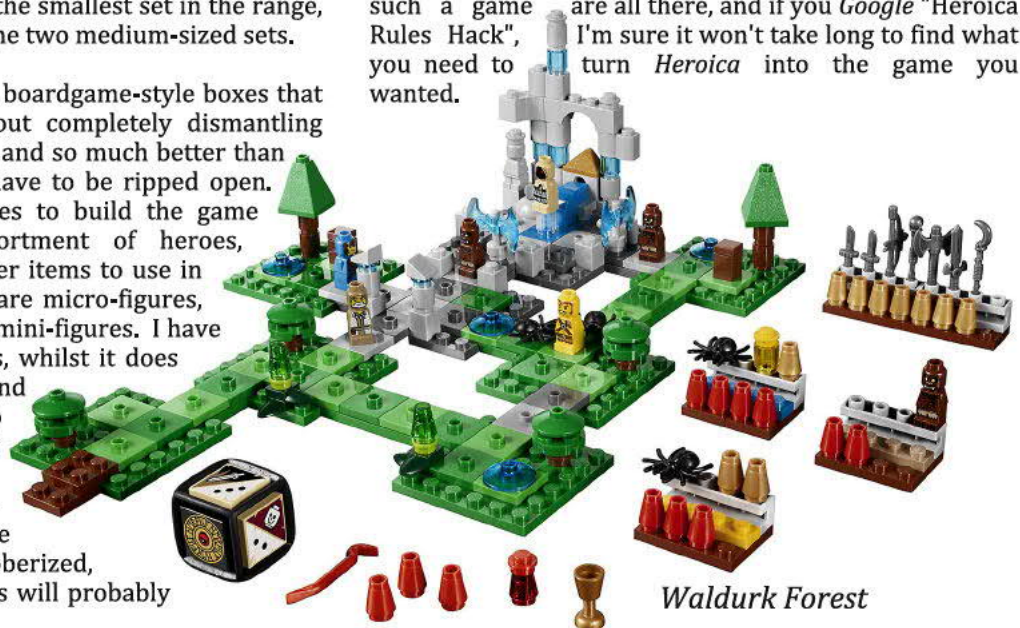 the smallest set in the range,
he two medium-sized sets.
boardgame-style boxes that
out completely dismantling
and so much better than
have to be ripped open.
es to build the game
ortment of heroes,
er items to use in
are micro-figures,
mini-figures. I have
s, whilst it does
nd
e
berized,
s will probably
such a game are all there, and if you Google "Heroica
Rules Hack", I'm sure it won't take long to find what
you need to turn Heroica into the game you
wanted.
Waldurk Forest